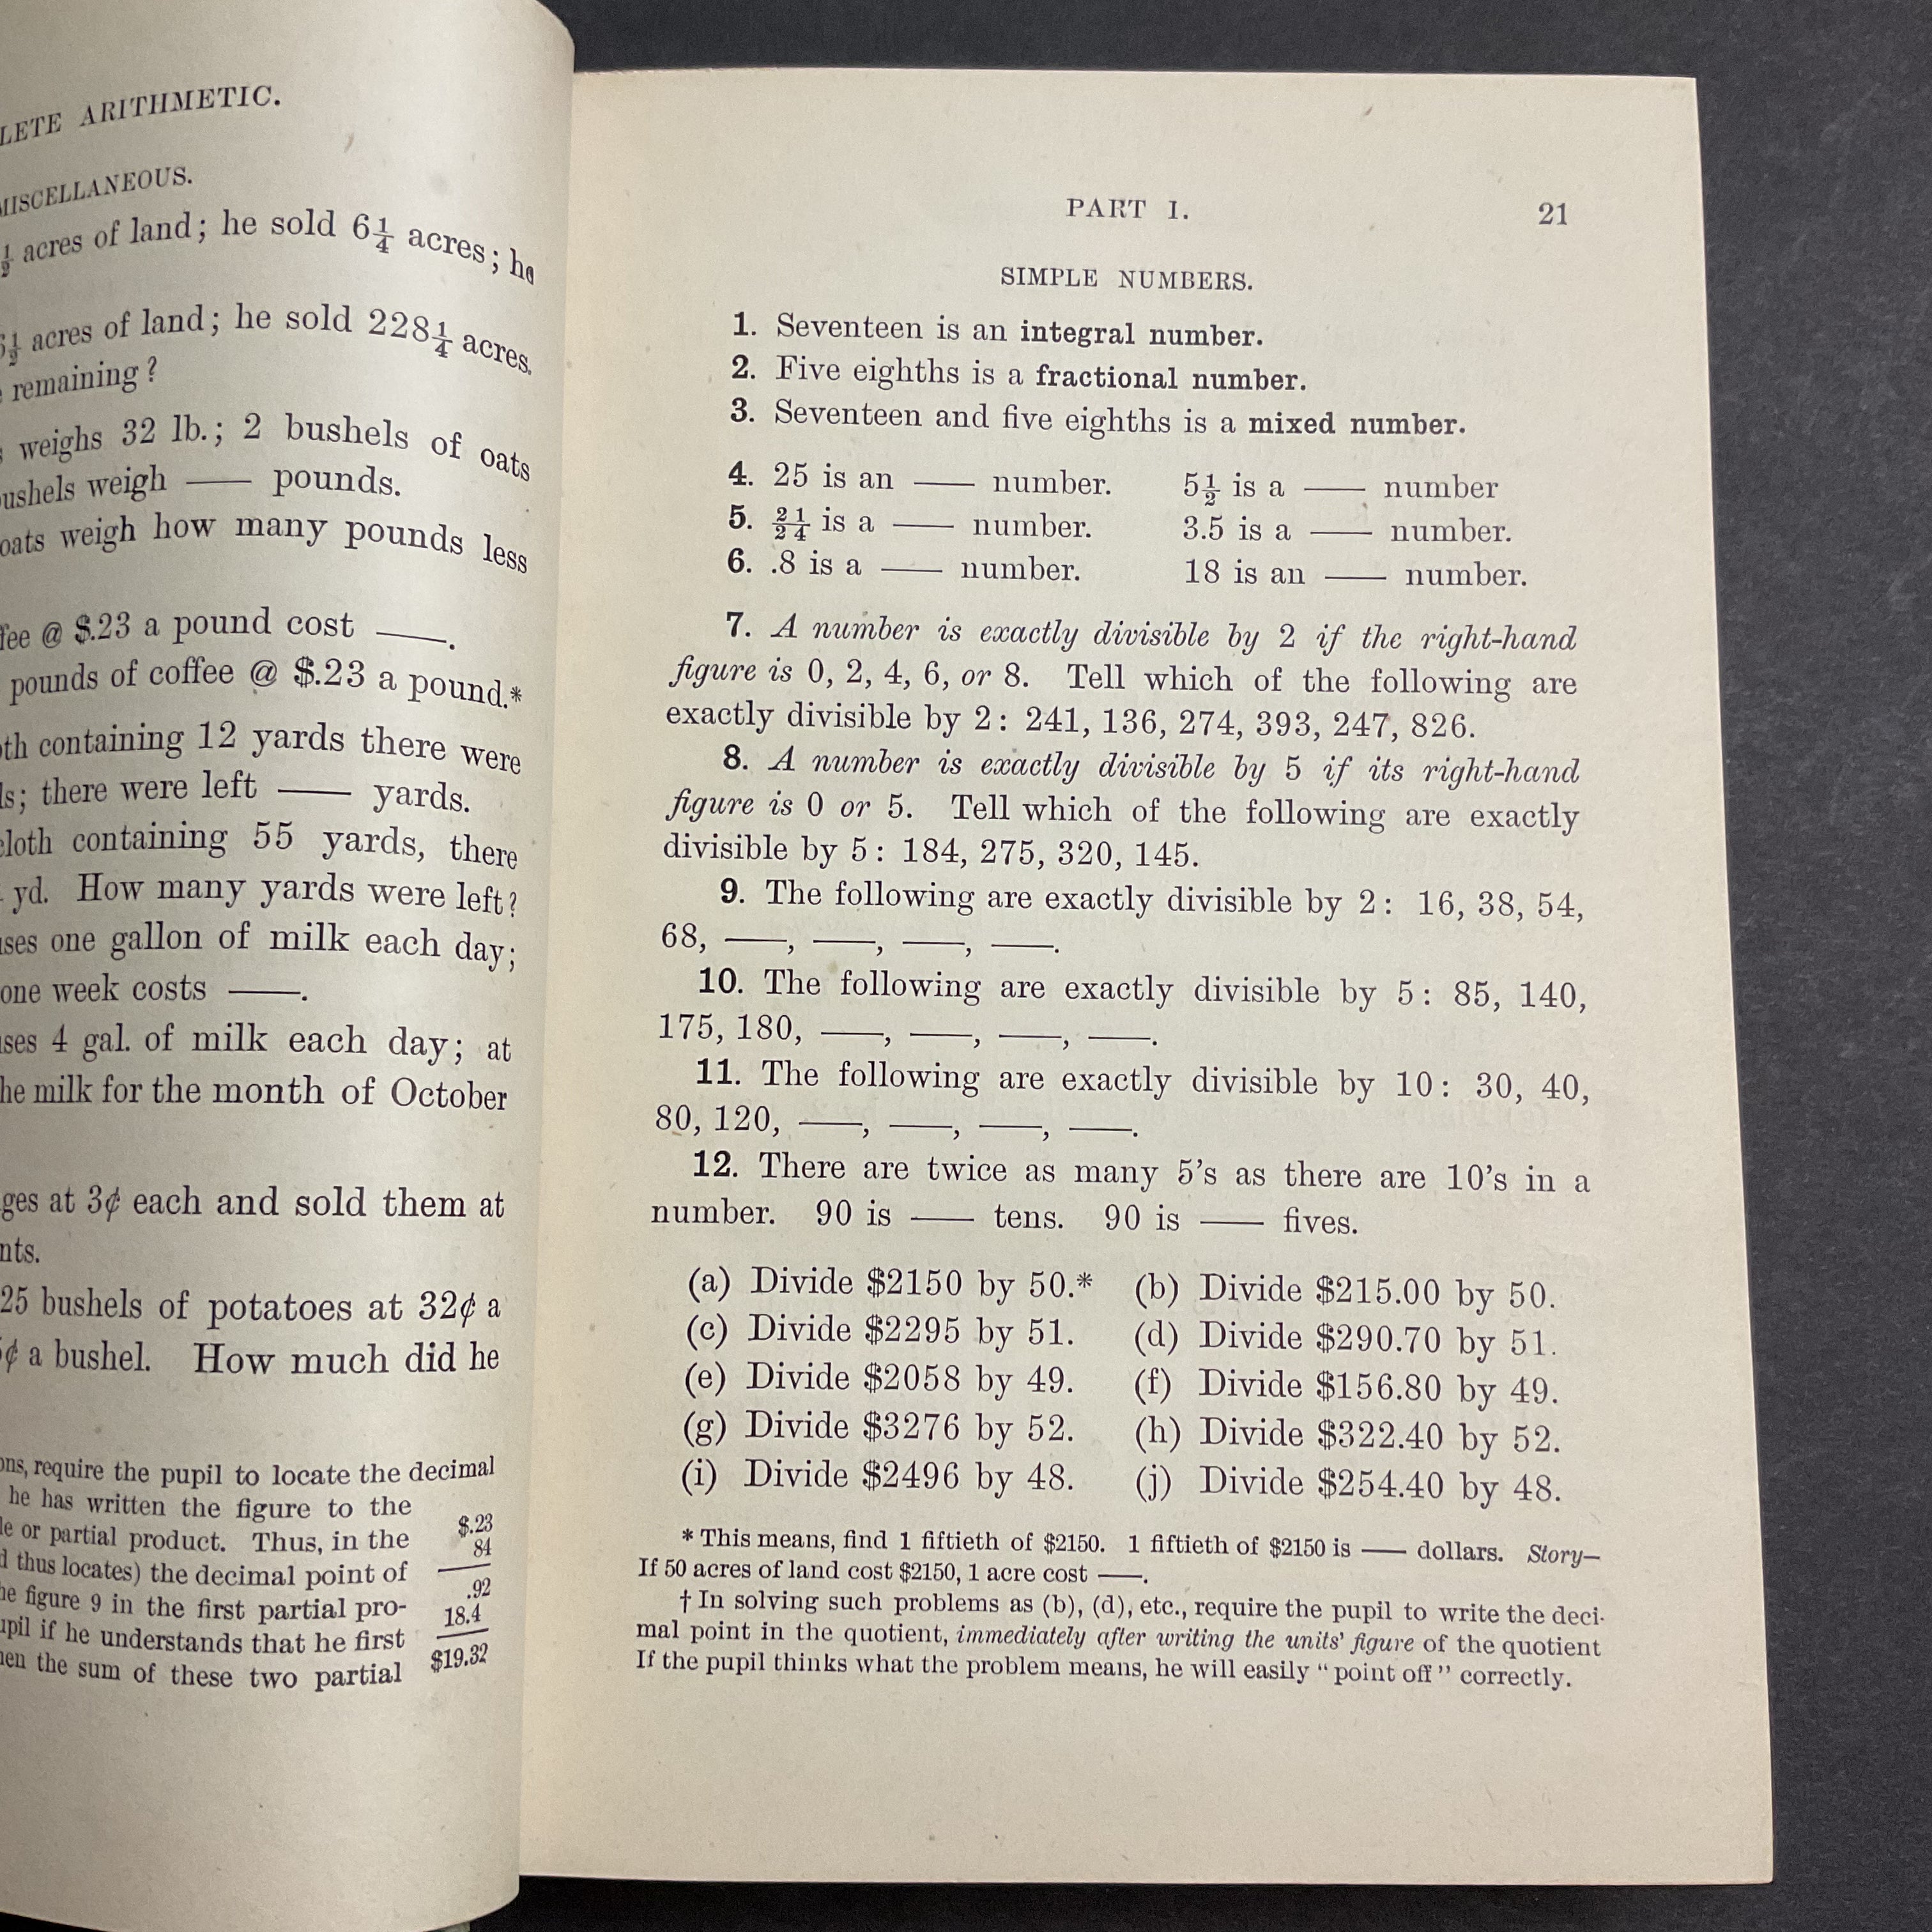 LETE ARITHMETIC.
MISCELLANEOUS.
1/2 acres of land; he sold 6 1/4 acres; he
1/2 acres of land; he sold 228 1/4 acres.
remaining?
weighs 32 lb.; 2 bushels of oats
ushels weigh —— pounds.
oats weigh how many pounds less
fee @ $.23 a pound cost ——.
pounds of coffee @ $.23 a pound.*
th containing 12 yards there were
ls; there were left —— yards.
cloth containing 55 yards, there
yd. How many yards were left?
uses one gallon of milk each day;
one week costs ——.
uses 4 gal. of milk each day; at
he milk for the month of October
ges at 3¢ each and sold them at
nts.
25 bushels of potatoes at 32¢ a
¢ a bushel. How much did he
ons, require the pupil to locate the decimal
he has written the figure to the
le or partial product. Thus, in the
d thus locates) the decimal point of
he figure 9 in the first partial pro-
upil if he understands that he first
hen the sum of these two partial
$.23
84
.92
18.4
$19.32
PART I. 21
SIMPLE NUMBERS.
1. Seventeen is an integral number.
2. Five eighths is a fractional number.
3. Seventeen and five eighths is a mixed number.
4. 25 is an —— number. 5 1/2 is a —— number
5. 2/2 1/4 is a —— number. 3.5 is a —— number.
6. .8 is a —— number. 18 is an —— number.
7. A number is exactly divisible by 2 if the right-hand
figure is 0, 2, 4, 6, or 8. Tell which of the following are
exactly divisible by 2: 241, 136, 274, 393, 247, 826.
8. A number is exactly divisible by 5 if its right-hand
figure is 0 or 5. Tell which of the following are exactly
divisible by 5: 184, 275, 320, 145.
9. The following are exactly divisible by 2: 16, 38, 54,
68, ——, ——, ——, ——.
10. The following are exactly divisible by 5: 85, 140,
175, 180, ——, ——, ——, ——.
11. The following are exactly divisible by 10: 30, 40,
80, 120, ——, ——, ——, ——.
12. There are twice as many 5's as there are 10's in a
number. 90 is —— tens. 90 is —— fives.
(a) Divide $2150 by 50.* (b) Divide $215.00 by 50.
(c) Divide $2295 by 51. (d) Divide $290.70 by 51.
(e) Divide $2058 by 49. (f) Divide $156.80 by 49.
(g) Divide $3276 by 52. (h) Divide $322.40 by 52.
(i) Divide $2496 by 48. (j) Divide $254.40 by 48.
* This means, find 1 fiftieth of $2150. 1 fiftieth of $2150 is —— dollars. Story—
If 50 acres of land cost $2150, 1 acre cost ——.
† In solving such problems as (b), (d), etc., require the pupil to write the deci-
mal point in the quotient, immediately after writing the units' figure of the quotient
If the pupil thinks what the problem means, he will easily "point off" correctly.